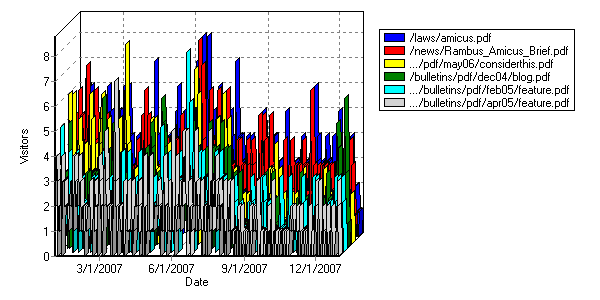 /laws/amicus.pdf
/news/Rambus_Amicus_Brief.pdf
.../pdf/may06/considerthis.pdf
/bulletins/pdf/dec04/blog.pdf
.../bulletins/pdf/feb05/feature.pdf
.../bulletins/pdf/apr05/feature.pdf
Visitors
8
7
6
5
4
3
2
1
0
3/1/2007 6/1/2007 9/1/2007 12/1/2007
Date